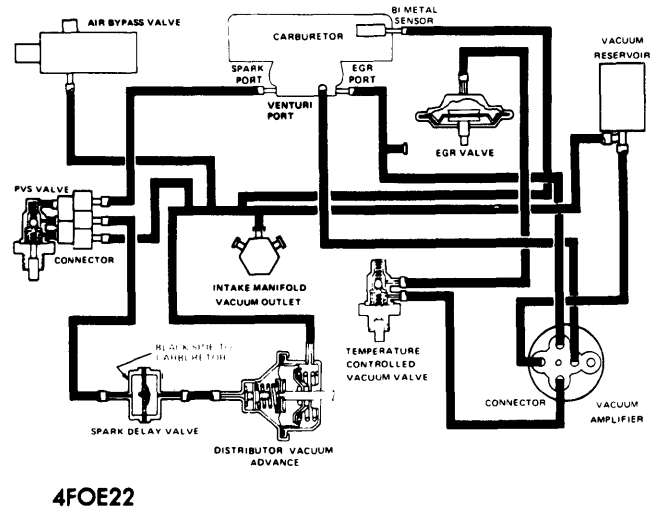 AIR BYPASS VALVE
BI METAL
SENSOR
CARBURETOR
VACUUM
RESERVOIR
SPARK
PORT
EGR
PORT
VENTURI
PORT
EGR VALVE
PVS VALVE
CONNECTOR
INTAKE MANIFOLD
VACUUM OUTLET
BLACK SIDE TO
CARBURETOR
TEMPERATURE
CONTROLLED
VACUUM VALVE
CONNECTOR
VACUUM
AMPLIFIER
SPARK DELAY VALVE
DISTRIBUTOR VACUUM
ADVANCE
4FOE22